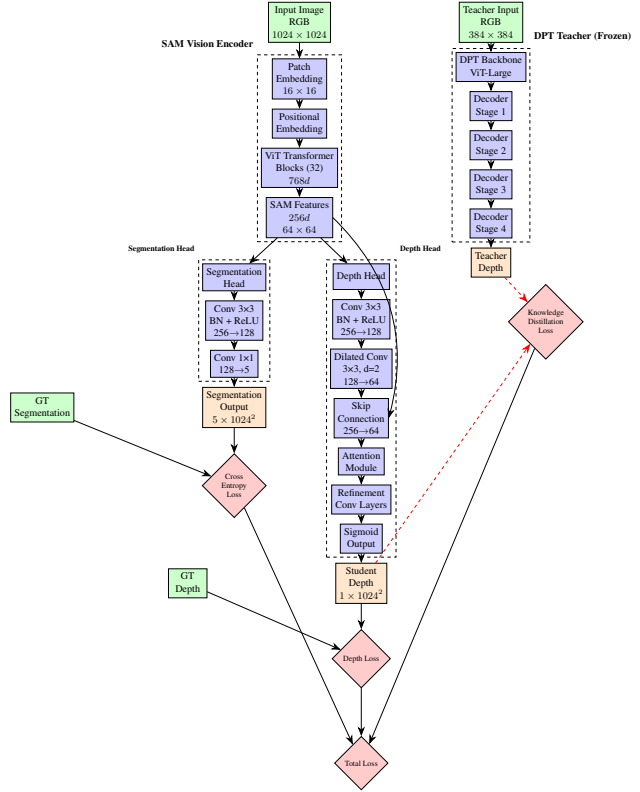 Input Image
RGB
1024 × 1024
Teacher Input
RGB
384 × 384
SAM Vision Encoder
DPT Teacher (Frozen)
Patch
Embedding
16 × 16
Positional
Embedding
ViT Transformer
Blocks (32)
768d
SAM Features
256d
64 × 64
DPT Backbone
ViT-Large
Decoder
Stage 1
Decoder
Stage 2
Decoder
Stage 3
Decoder
Stage 4
Teacher
Depth
Segmentation Head
Depth Head
Segmentation
Head
Conv 3×3
BN + ReLU
256→128
Conv 1×1
128→5
Segmentation
Output
5 × 1024²
Depth Head
Conv 3×3
BN + ReLU
256→128
Dilated Conv
3×3, d=2
128→64
Skip
Connection
256→64
Attention
Module
Refinement
Conv Layers
Sigmoid
Output
Student
Depth
1 × 1024²
Knowledge
Distillation
Loss
GT
Segmentation
Cross
Entropy
Loss
GT
Depth
Depth Loss
Total Loss